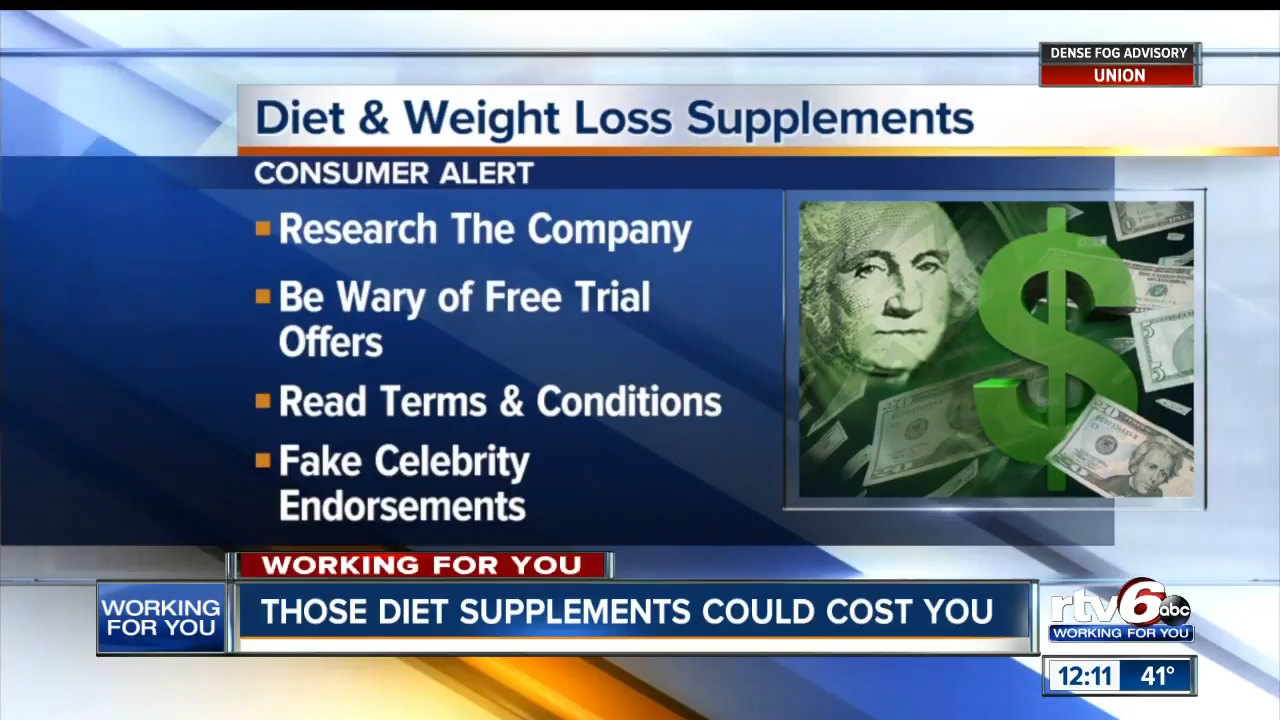 DENSE FOG ADVISORY
UNION
Diet & Weight Loss Supplements
CONSUMER ALERT
Research The Company
Be Wary of Free Trial
Offers
Read Terms & Conditions
Fake Celebrity
Endorsements
WORKING FOR YOU
WORKING
FOR YOU
THOSE DIET SUPPLEMENTS COULD COST YOU
rtv6 abc
WORKING FOR YOU
12:11 41°